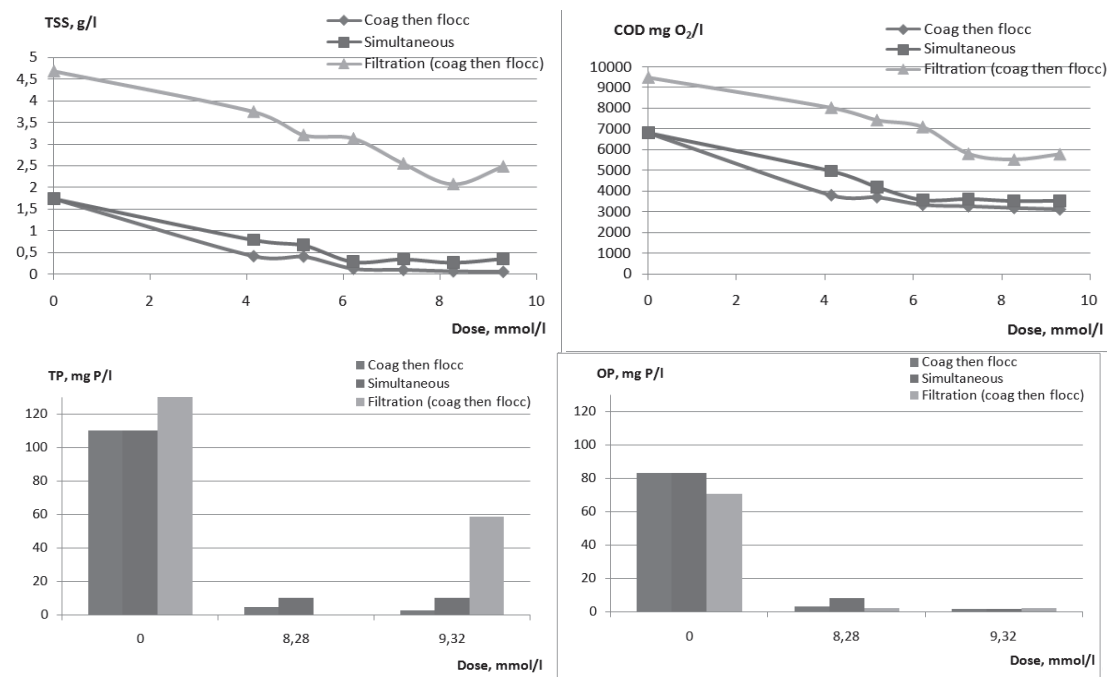 TSS, g/l
Coag then flocc
Simultaneous
Filtration (coag then flocc)
5
4,5
4
3,5
3
2,5
2
1,5
1
0,5
0
0 2 4 6 8 10
Dose, mmol/l
COD mg O₂/l
Coag then flocc
Simultaneous
Filtration (coag then flocc)
10000
9000
8000
7000
6000
5000
4000
3000
2000
1000
0
0 2 4 6 8 10
Dose, mmol/l
TP, mg P/l
Coag then flocc
Simultaneous
Filtration (coag then flocc)
120
100
80
60
40
20
0
0 8,28 9,32
Dose, mmol/l
OP, mg P/l
Coag then flocc
Simultaneous
Filtration (coag then flocc)
120
100
80
60
40
20
0
0 8,28 9,32
Dose, mmol/l